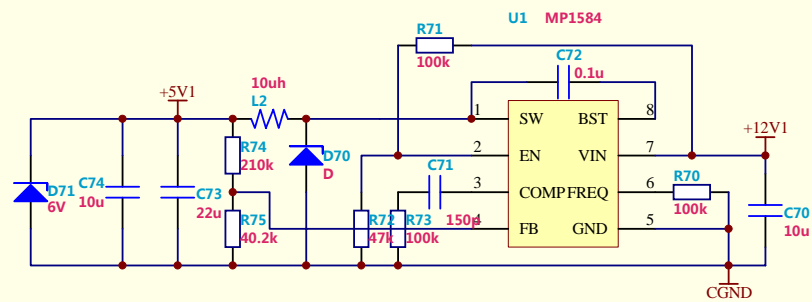 U1 MP1584
R71
100k
C72
0.1u
+5V1
10uh
L2
1 SW BST 8
+12V1
R74
210k
D70
D
2 EN VIN 7
D71
6V
C74
10u
C73
22u
C71
150p
3 COMP FREQ 6
R70
100k
R75
40.2k
R72
47k
R73
100k
4 FB GND 5
C70
10u
CGND